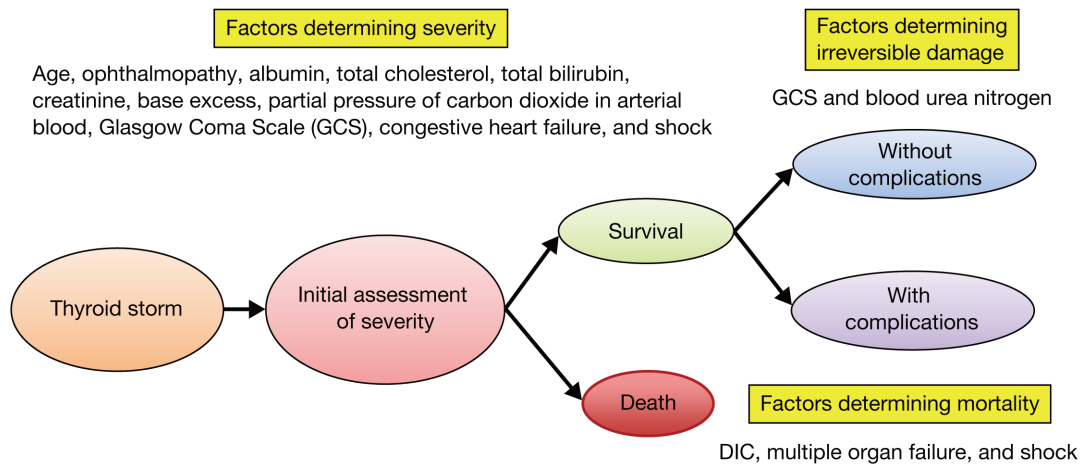 Factors determining severity
Age, ophthalmopathy, albumin, total cholesterol, total bilirubin,
creatinine, base excess, partial pressure of carbon dioxide in arterial
blood, Glasgow Coma Scale (GCS), congestive heart failure, and shock
Factors determining
irreversible damage
GCS and blood urea nitrogen
Without
complications
Survival
Thyroid storm
Initial assessment
of severity
With
complications
Death
Factors determining mortality
DIC, multiple organ failure, and shock